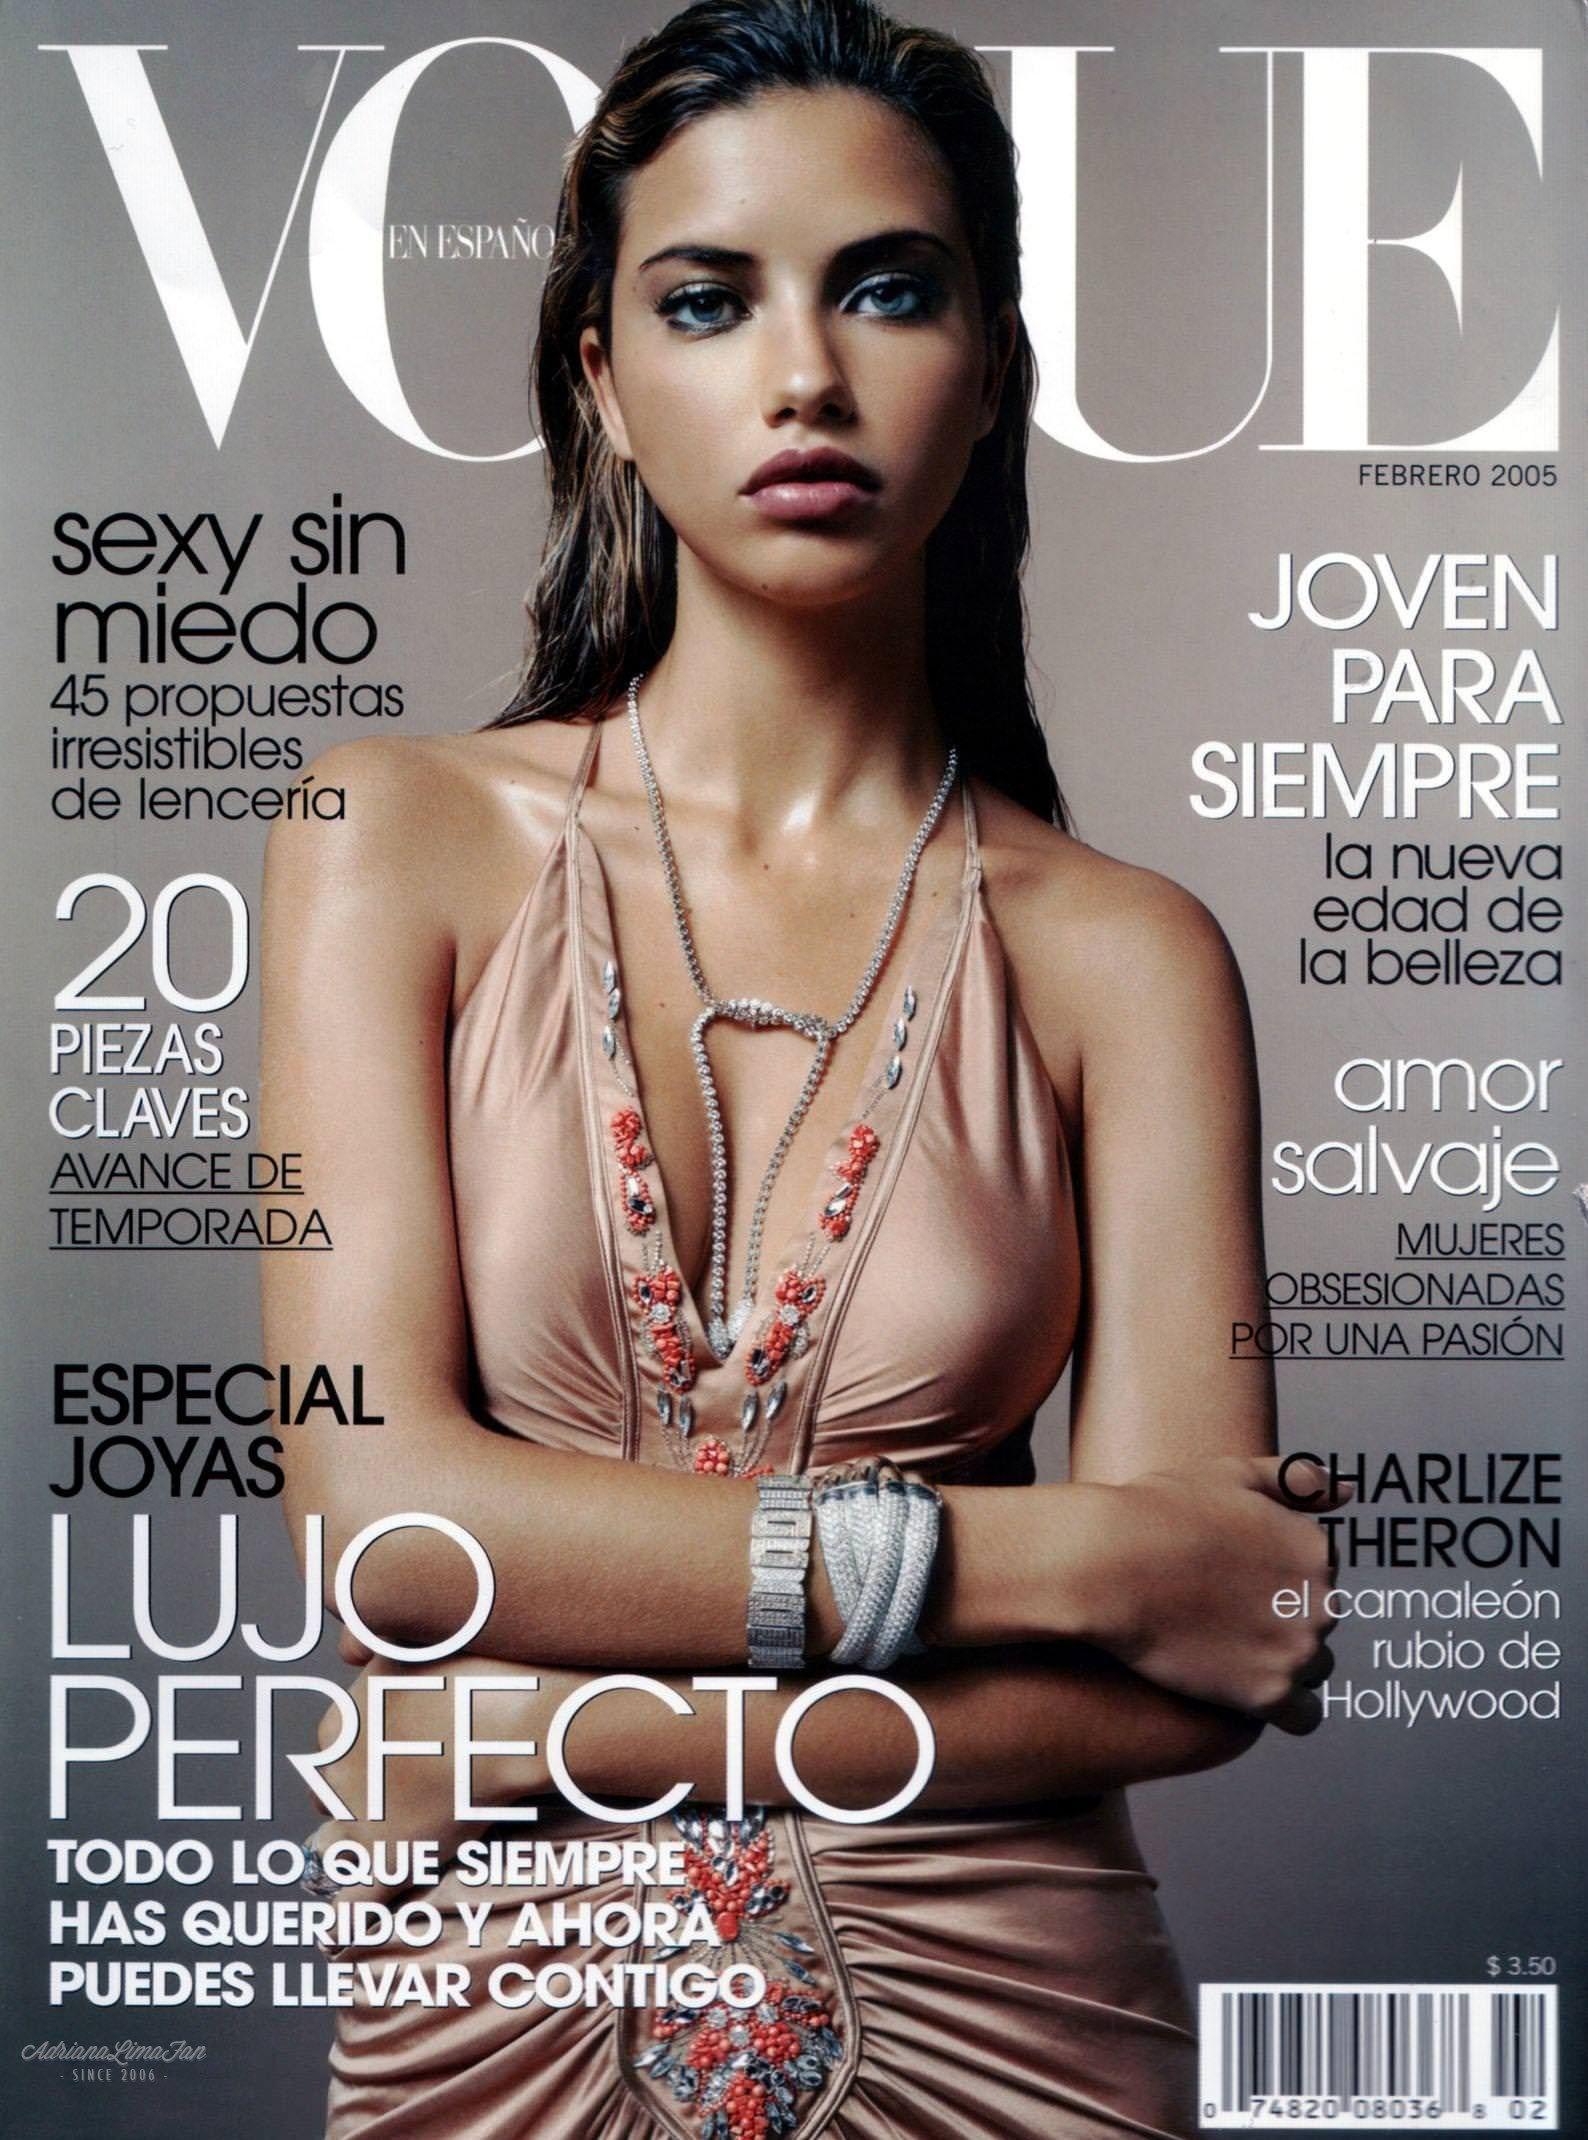 VOGUE
EN ESPAÑO
FEBRERO 2005
sexy sin
miedo
45 propuestas
irresistibles
de lencería
20
PIEZAS
CLAVES
AVANCE DE
TEMPORADA
ESPECIAL
JOYAS
LUJO
PERFECTO
TODO LO QUE SIEMPRE
HAS QUERIDO Y AHORA
PUEDES LLEVAR CONTIGO
JOVEN
PARA
SIEMPRE
la nueva
edad de
la belleza
amor
salvaje
MUJERES
OBSESIONADAS
POR UNA PASIÓN
CHARLIZE
THERON
el camaleón
rubio de
Hollywood
$ 3.50
0 74820 08036 8 02
AdrianaLimaFan
- SINCE 2006 -